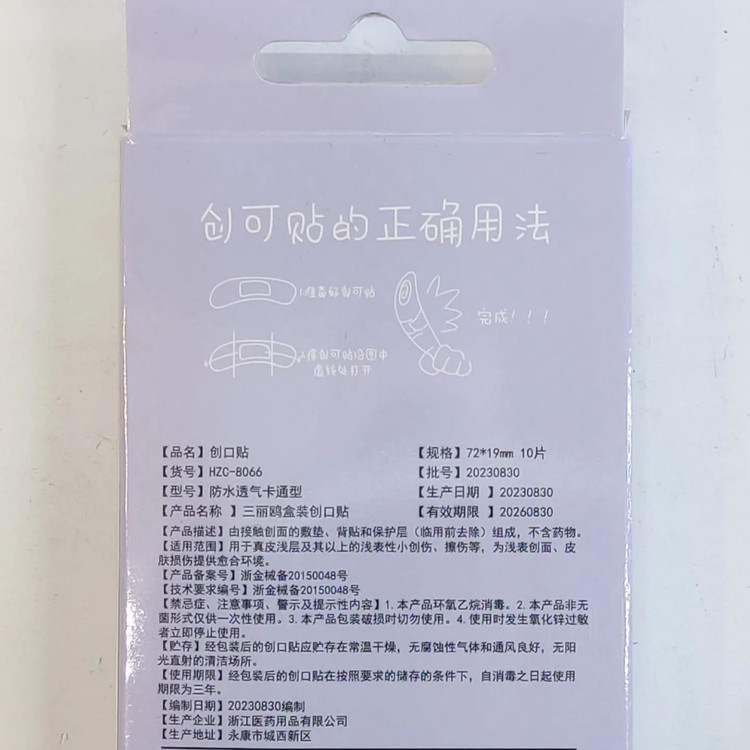 创可贴的正确用法
1.准备好创可贴
完成！！！
2.像创可贴沿图中
虚线处打开
【品名】创口贴 【规格】72*19mm 10片
【货号】HZC-8066 【批号】20230830
【型号】防水透气卡通型 【生产日期 】20230830
【产品名称 】三丽鸥盒装创口贴 【有效期限 】20260830
【产品描述】由接触创面的敷垫、背贴和保护层（临用前去除）组成，不含药物。
【适用范围】用于真皮浅层及其以上的浅表性小创伤、擦伤等，为浅表创面、皮
肤损伤提供愈合环境。
【产品备案号】浙金械备20150048号
【技术要求编号】浙金械备20150048号
【禁忌症、注意事项、警示及提示性内容】1.本产品环氧乙烷消毒。2.本产品非无
菌形式仅供一次性使用。3.本产品包装破损时切勿使用。4.使用时发生氧化锌过敏
者立即停止使用。
【贮存】经包装后的创口贴应贮存在常温干燥，无腐蚀性气体和通风良好，无阳
光直射的清洁场所。
【使用期限】经包装后的创口贴在按照要求的储存的条件下，自消毒之日起使用
期限为三年。
【编制日期】20230830编制
【生产企业】浙江医药用品有限公司
【生产地址】永康市城西新区